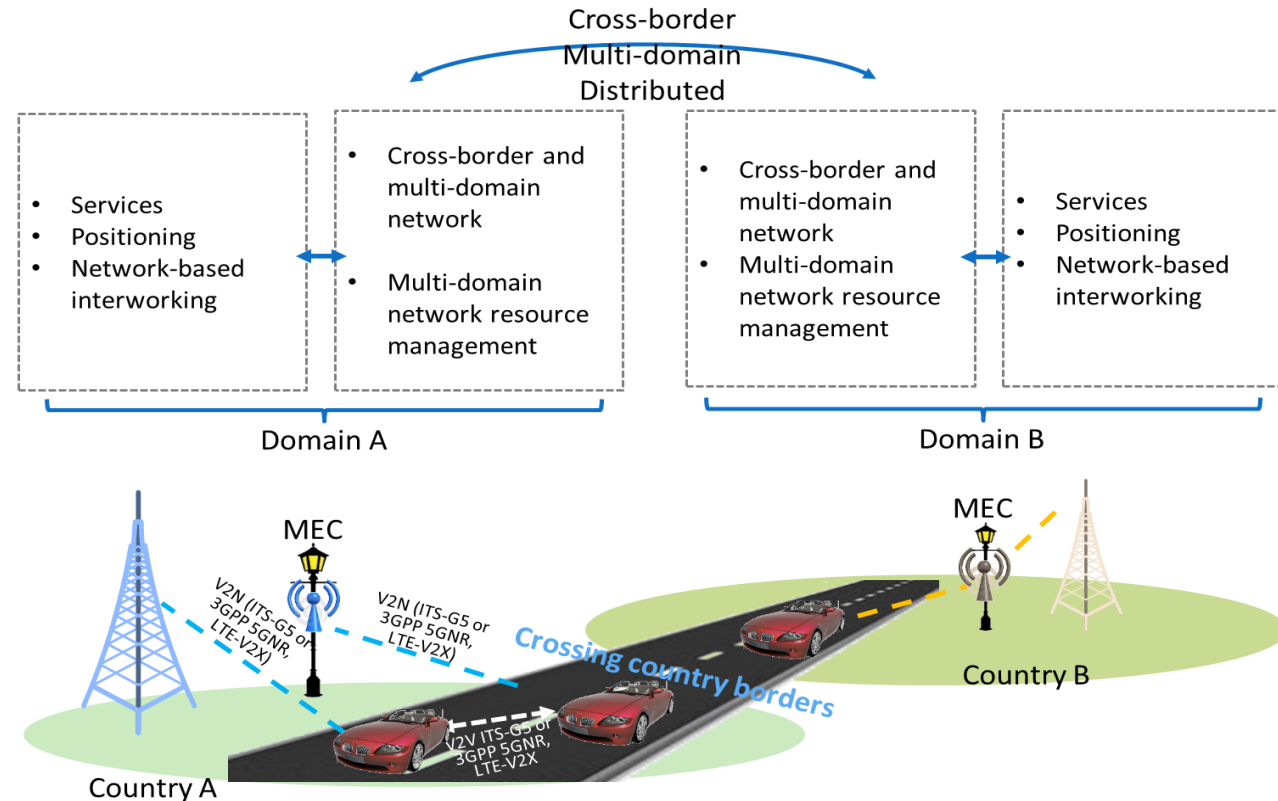 Cross-border
Multi-domain
Distributed
• Services
• Positioning
• Network-based
interworking
• Cross-border and
multi-domain
network
• Multi-domain
network resource
management
• Cross-border and
multi-domain
network
• Multi-domain
network resource
management
• Services
• Positioning
• Network-based
interworking
Domain A
Domain B
MEC
MEC
V2N (ITS-G5 or
3GPP 5GNR,
LTE-V2X)
V2N (ITS-G5 or
3GPP 5GNR,
LTE-V2X)
Crossing country borders
Country B
V2V ITS-G5 or
3GPP 5GNR,
LTE-V2X
Country A